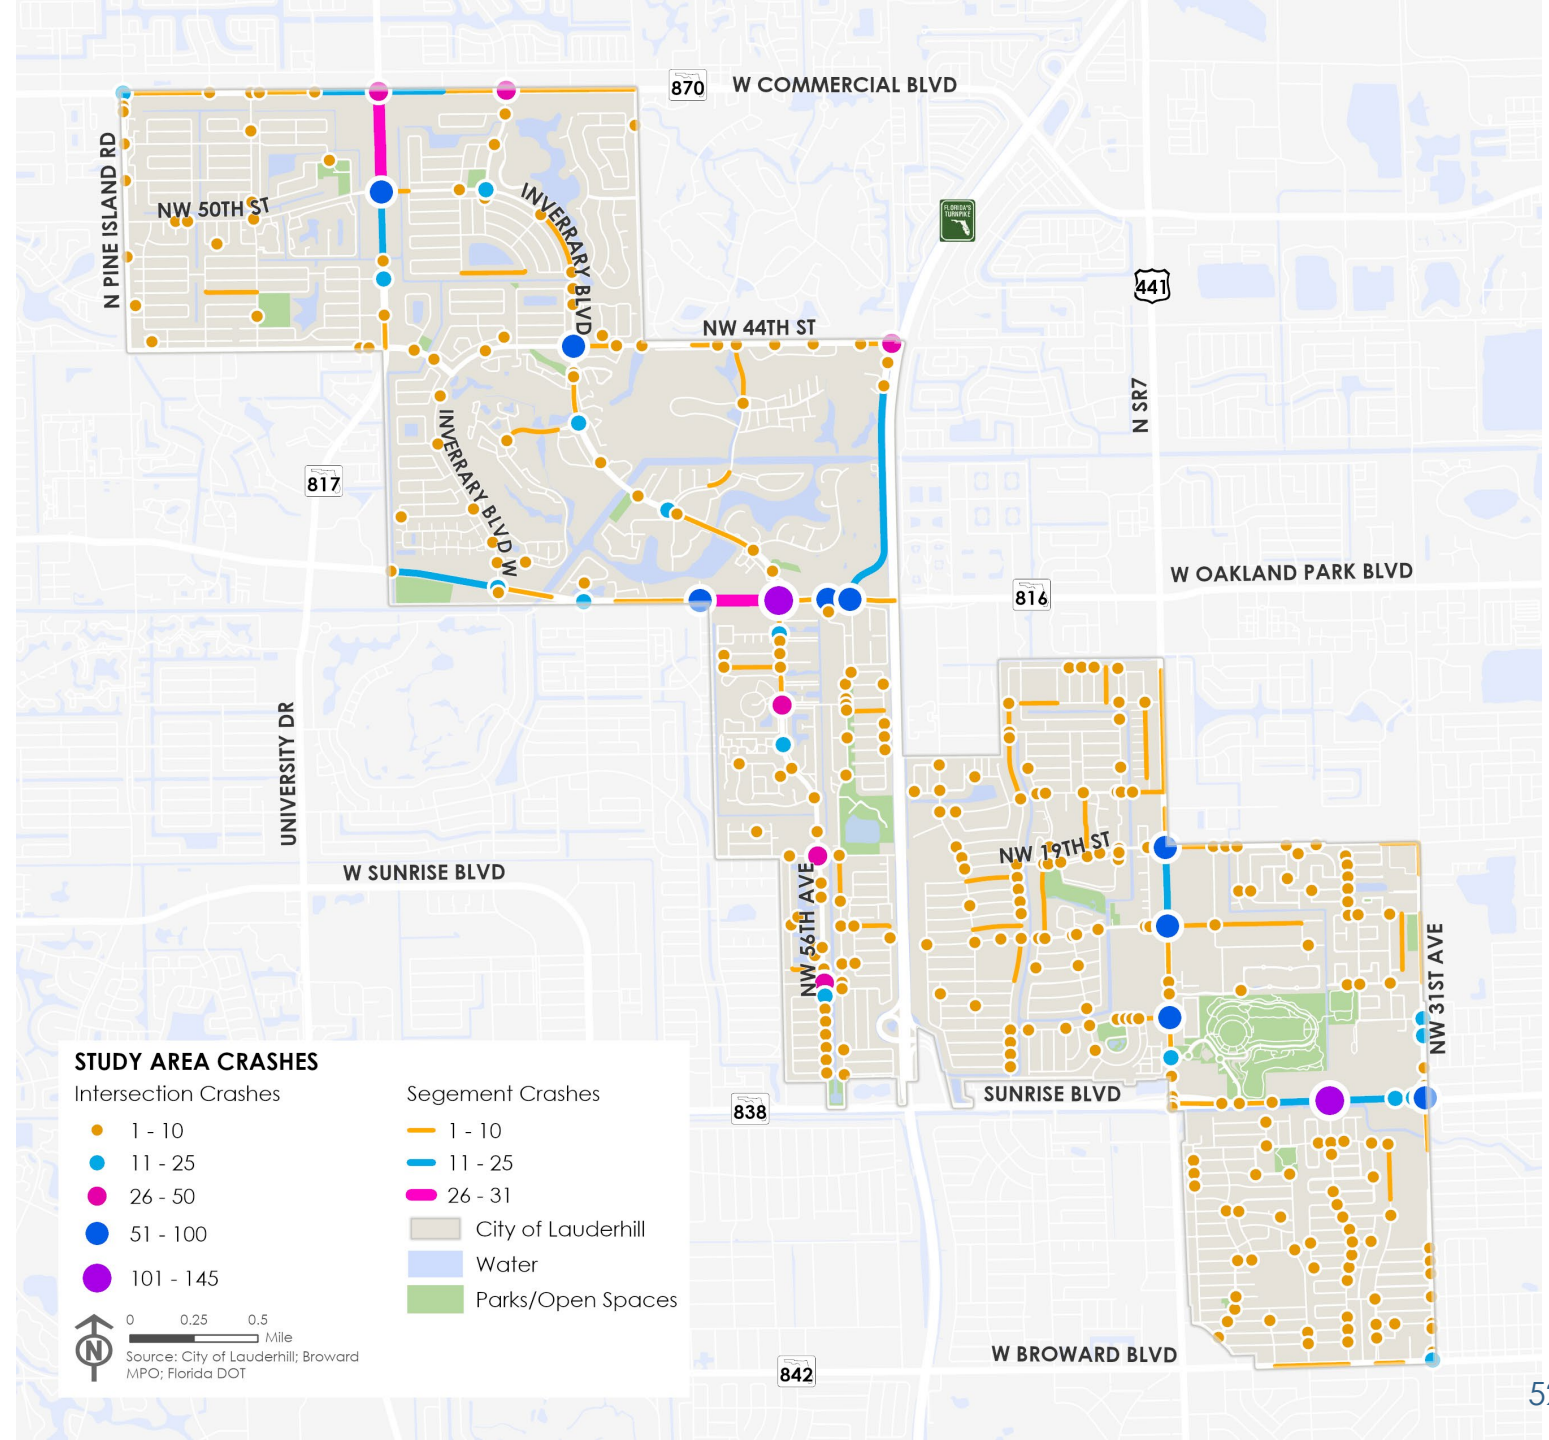 870
W COMMERCIAL BLVD
N PINE ISLAND RD
NW 50TH ST
INVERRARY BLVD
FLORIDA'S
TURNPIKE
441
NW 44TH ST
N SR7
INVERRARY BLVD W
817
W OAKLAND PARK BLVD
816
UNIVERSITY DR
NW 19TH ST
W SUNRISE BLVD
NW 56TH AVE
NW 31ST AVE
SUNRISE BLVD
838
W BROWARD BLVD
842
STUDY AREA CRASHES
Intersection Crashes
1 - 10
11 - 25
26 - 50
51 - 100
101 - 145
Segement Crashes
1 - 10
11 - 25
26 - 31
City of Lauderhill
Water
Parks/Open Spaces
N
0 0.25 0.5
Mile
Source: City of Lauderhill; Broward
MPO; Florida DOT